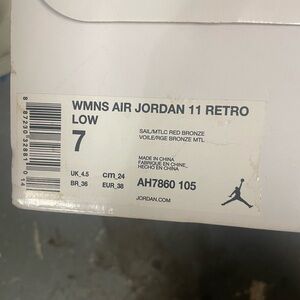 WMNS AIR JORDAN 11 RETRO
LOW
7
SAIL/MTLC RED BRONZE
VOILE/RGE BRONZE MTL
MADE IN CHINA
FABRIQUE EN CHINE
HECHO EN CHINA
UK_4.5
cm_24
BR_36
EUR_38
AH7860 105
JORDAN.COM